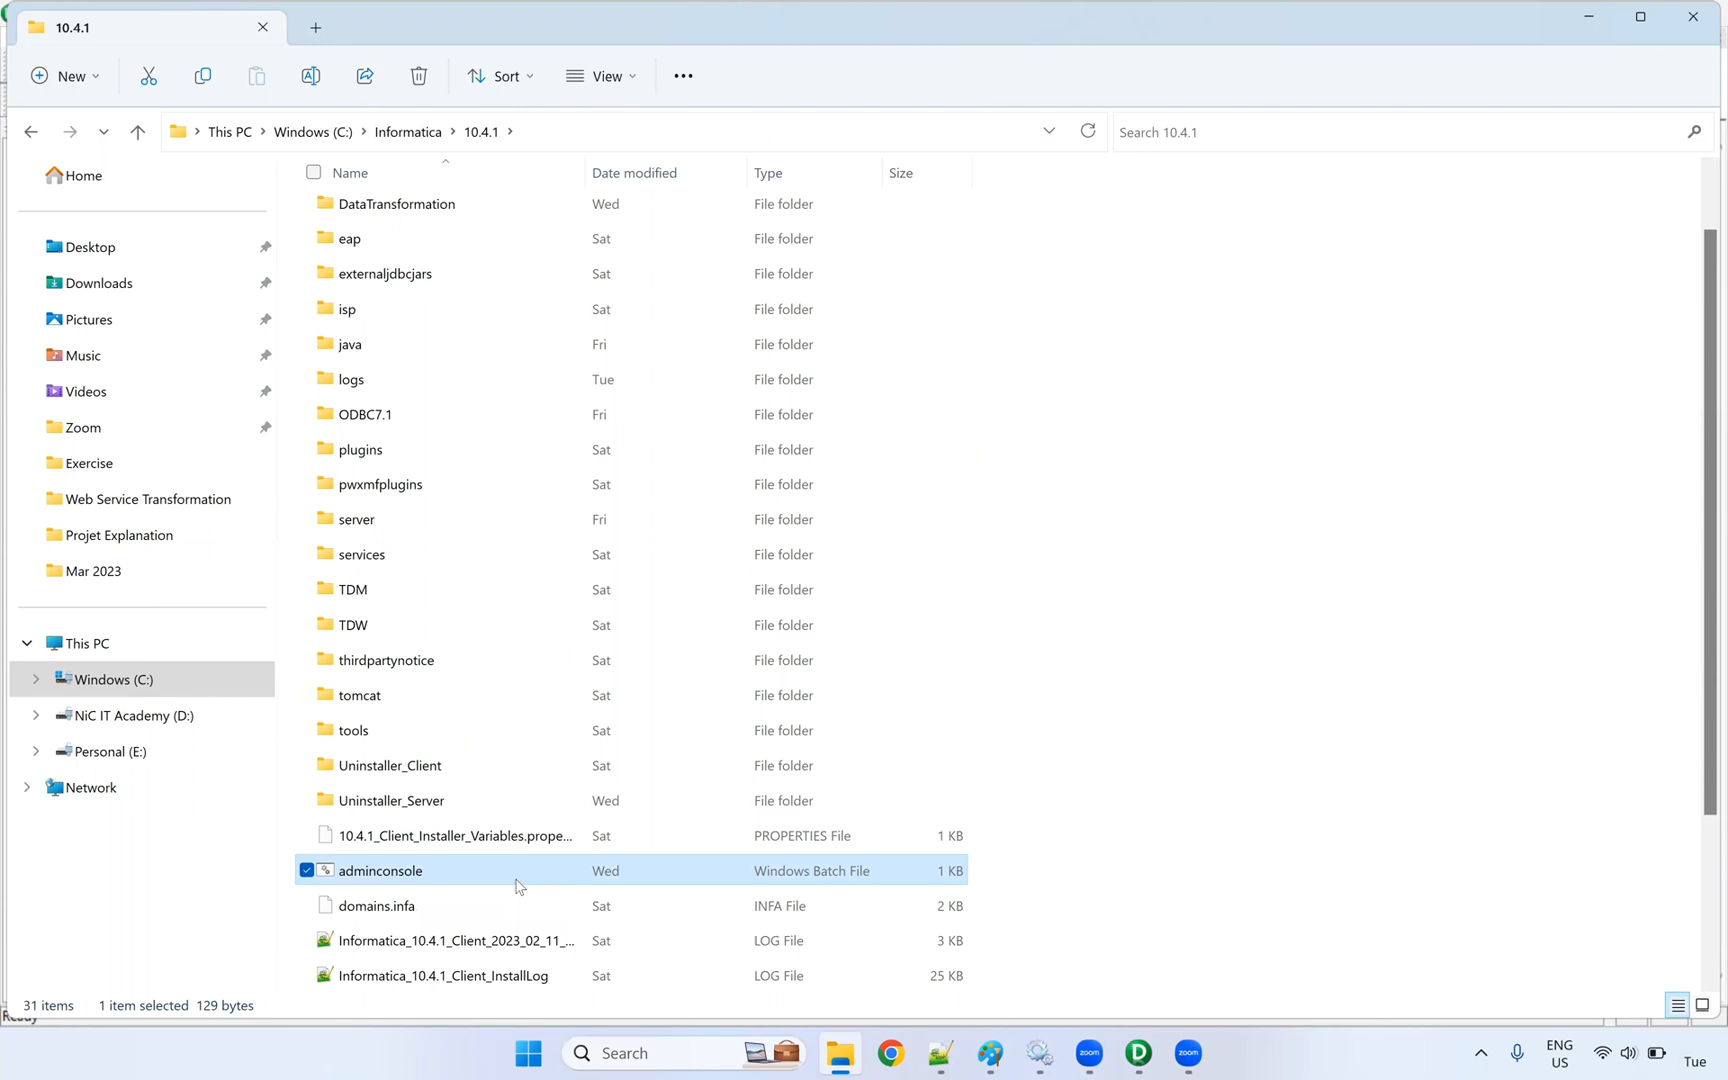 10.4.1
New
Sort
View
This PC
Windows (C:)
Informatica
10.4.1
Search 10.4.1
Name
Date modified
Type
Size
Home
Desktop
Downloads
Pictures
Music
Videos
Zoom
Exercise
Web Service Transformation
Projet Explanation
Mar 2023
This PC
Windows (C:)
NiC IT Academy (D:)
Personal (E:)
Network
DataTransformation Wed File folder
eap Sat File folder
externaljdbcjars Sat File folder
isp Sat File folder
java Fri File folder
logs Tue File folder
ODBC7.1 Fri File folder
plugins Sat File folder
pwxmfplugins Sat File folder
server Fri File folder
services Sat File folder
TDM Sat File folder
TDW Sat File folder
thirdpartynotice Sat File folder
tomcat Sat File folder
tools Sat File folder
Uninstaller_Client Sat File folder
Uninstaller_Server Wed File folder
10.4.1_Client_Installer_Variables.prope... Sat PROPERTIES File 1 KB
adminconsole Wed Windows Batch File 1 KB
domains.infa Sat INFA File 2 KB
Informatica_10.4.1_Client_2023_02_11_... Sat LOG File 3 KB
Informatica_10.4.1_Client_InstallLog Sat LOG File 25 KB
31 items 1 item selected 129 bytes
Ready
Search
zoom
D
zoom
ENG
US
Tue